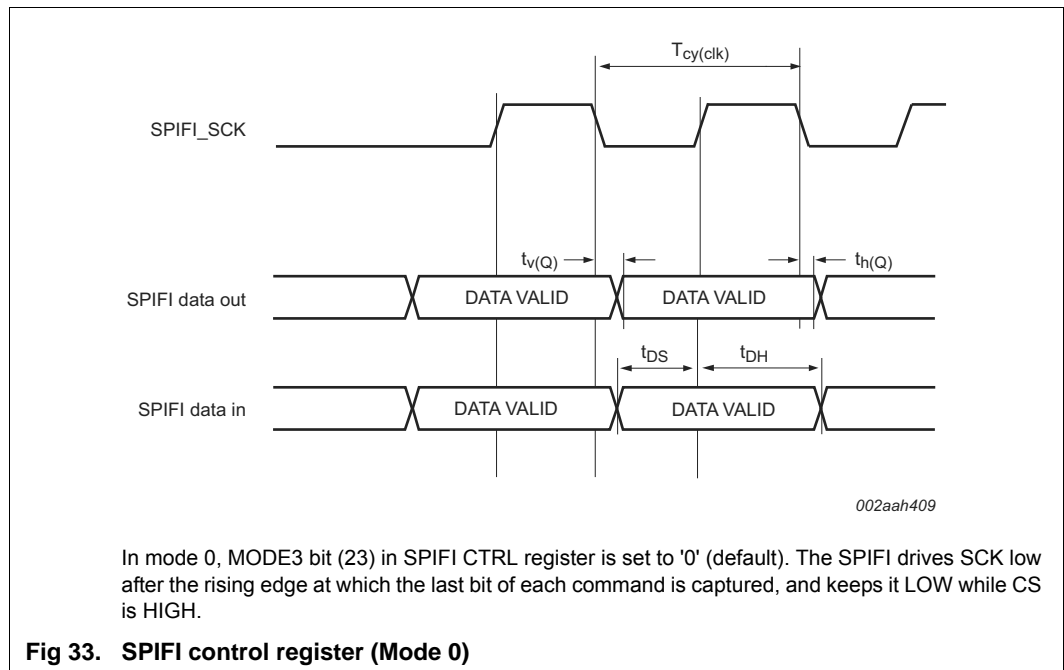 Tcy(clk)
SPIFI_SCK
tv(Q)
th(Q)
SPIFI data out
DATA VALID
DATA VALID
tDS
tDH
SPIFI data in
DATA VALID
DATA VALID
002aah409
In mode 0, MODE3 bit (23) in SPIFI CTRL register is set to '0' (default). The SPIFI drives SCK low
after the rising edge at which the last bit of each command is captured, and keeps it LOW while CS
is HIGH.
Fig 33. SPIFI control register (Mode 0)